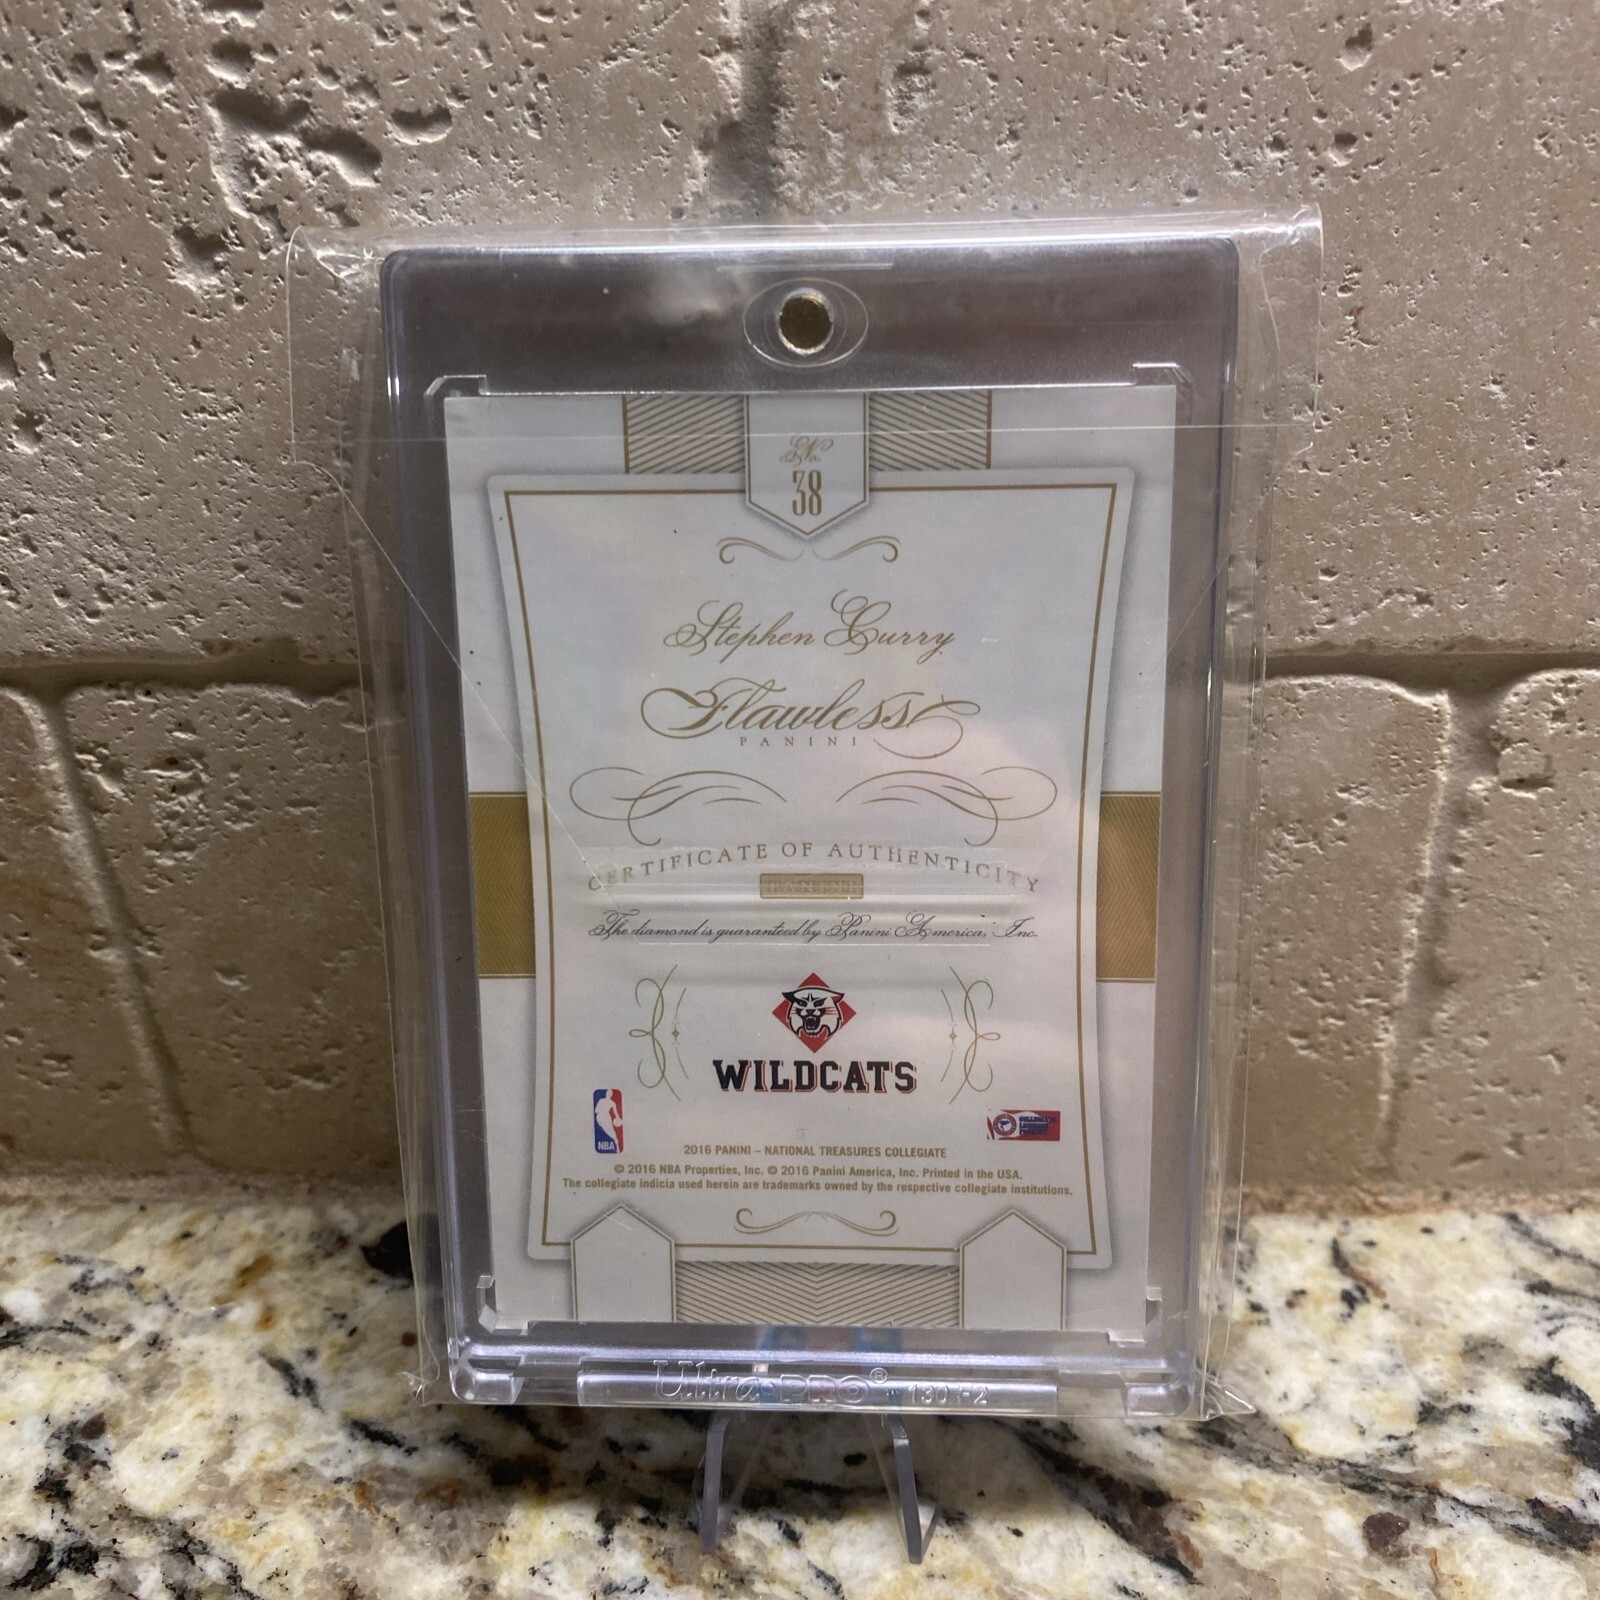 No.
38
Stephen Curry
Flawless
PANINI
CERTIFICATE OF AUTHENTICITY
The diamond is guaranteed by Panini America, Inc.
WILDCATS
NBA
2016 PANINI – NATIONAL TREASURES COLLEGIATE
© 2016 NBA Properties, Inc. © 2016 Panini America, Inc. Printed in the USA.
The collegiate indicia used herein are trademarks owned by the respective collegiate institutions.
Ultra PRO® 130